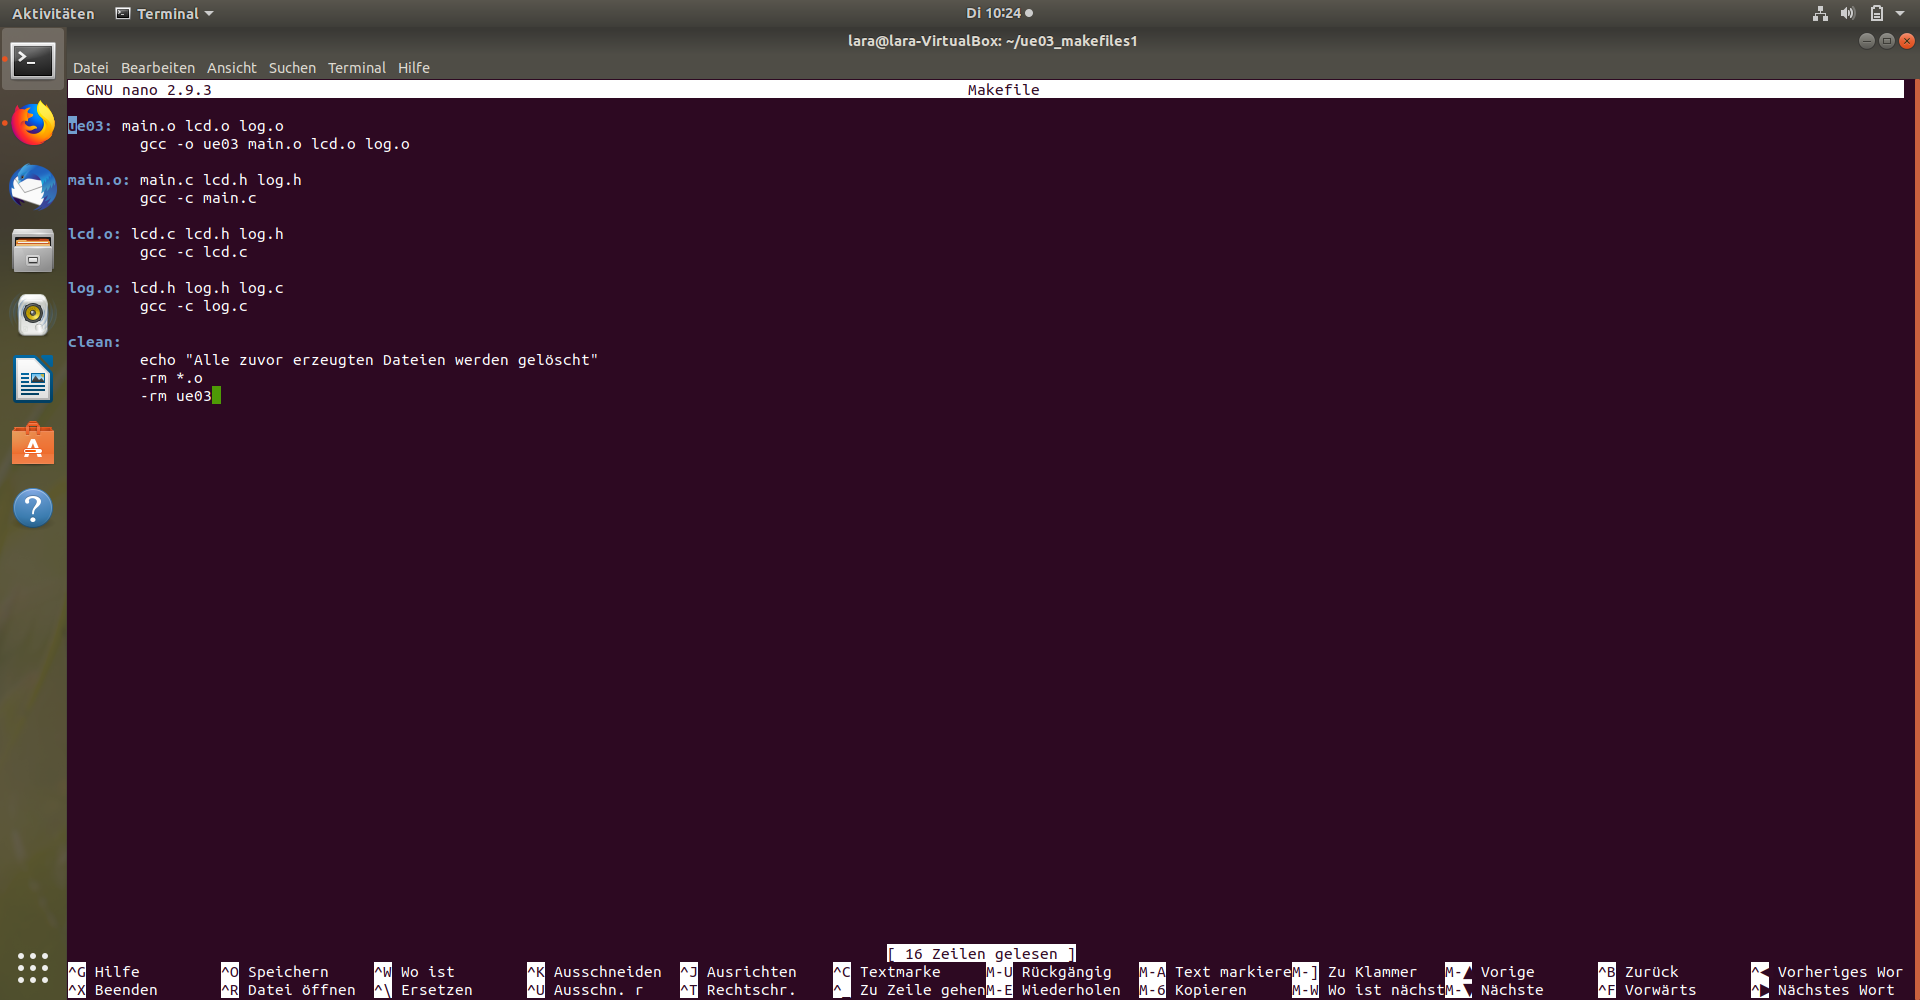 Aktivitäten Terminal Di 10:24
lara@lara-VirtualBox: ~/ue03_makefiles1
Datei Bearbeiten Ansicht Suchen Terminal Hilfe
GNU nano 2.9.3 Makefile
ue03: main.o lcd.o log.o
gcc -o ue03 main.o lcd.o log.o
main.o: main.c lcd.h log.h
gcc -c main.c
lcd.o: lcd.c lcd.h log.h
gcc -c lcd.c
log.o: lcd.h log.h log.c
gcc -c log.c
clean:
echo "Alle zuvor erzeugten Dateien werden gelöscht"
-rm *.o
-rm ue03
[ 16 Zeilen gelesen ]
^G Hilfe ^O Speichern ^W Wo ist ^K Ausschneiden ^J Ausrichten ^C Textmarke M-U Rückgängig M-A Text markiere M-] Zu Klammer M-▲ Vorige ^B Zurück ^◀ Vorheriges Wor
^X Beenden ^R Datei öffnen ^\ Ersetzen ^U Ausschn. r ^T Rechtschr. ^_ Zu Zeile gehen M-E Wiederholen M-6 Kopieren M-W Wo ist nächst M-▼ Nächste ^F Vorwärts ^▶ Nächstes Wort